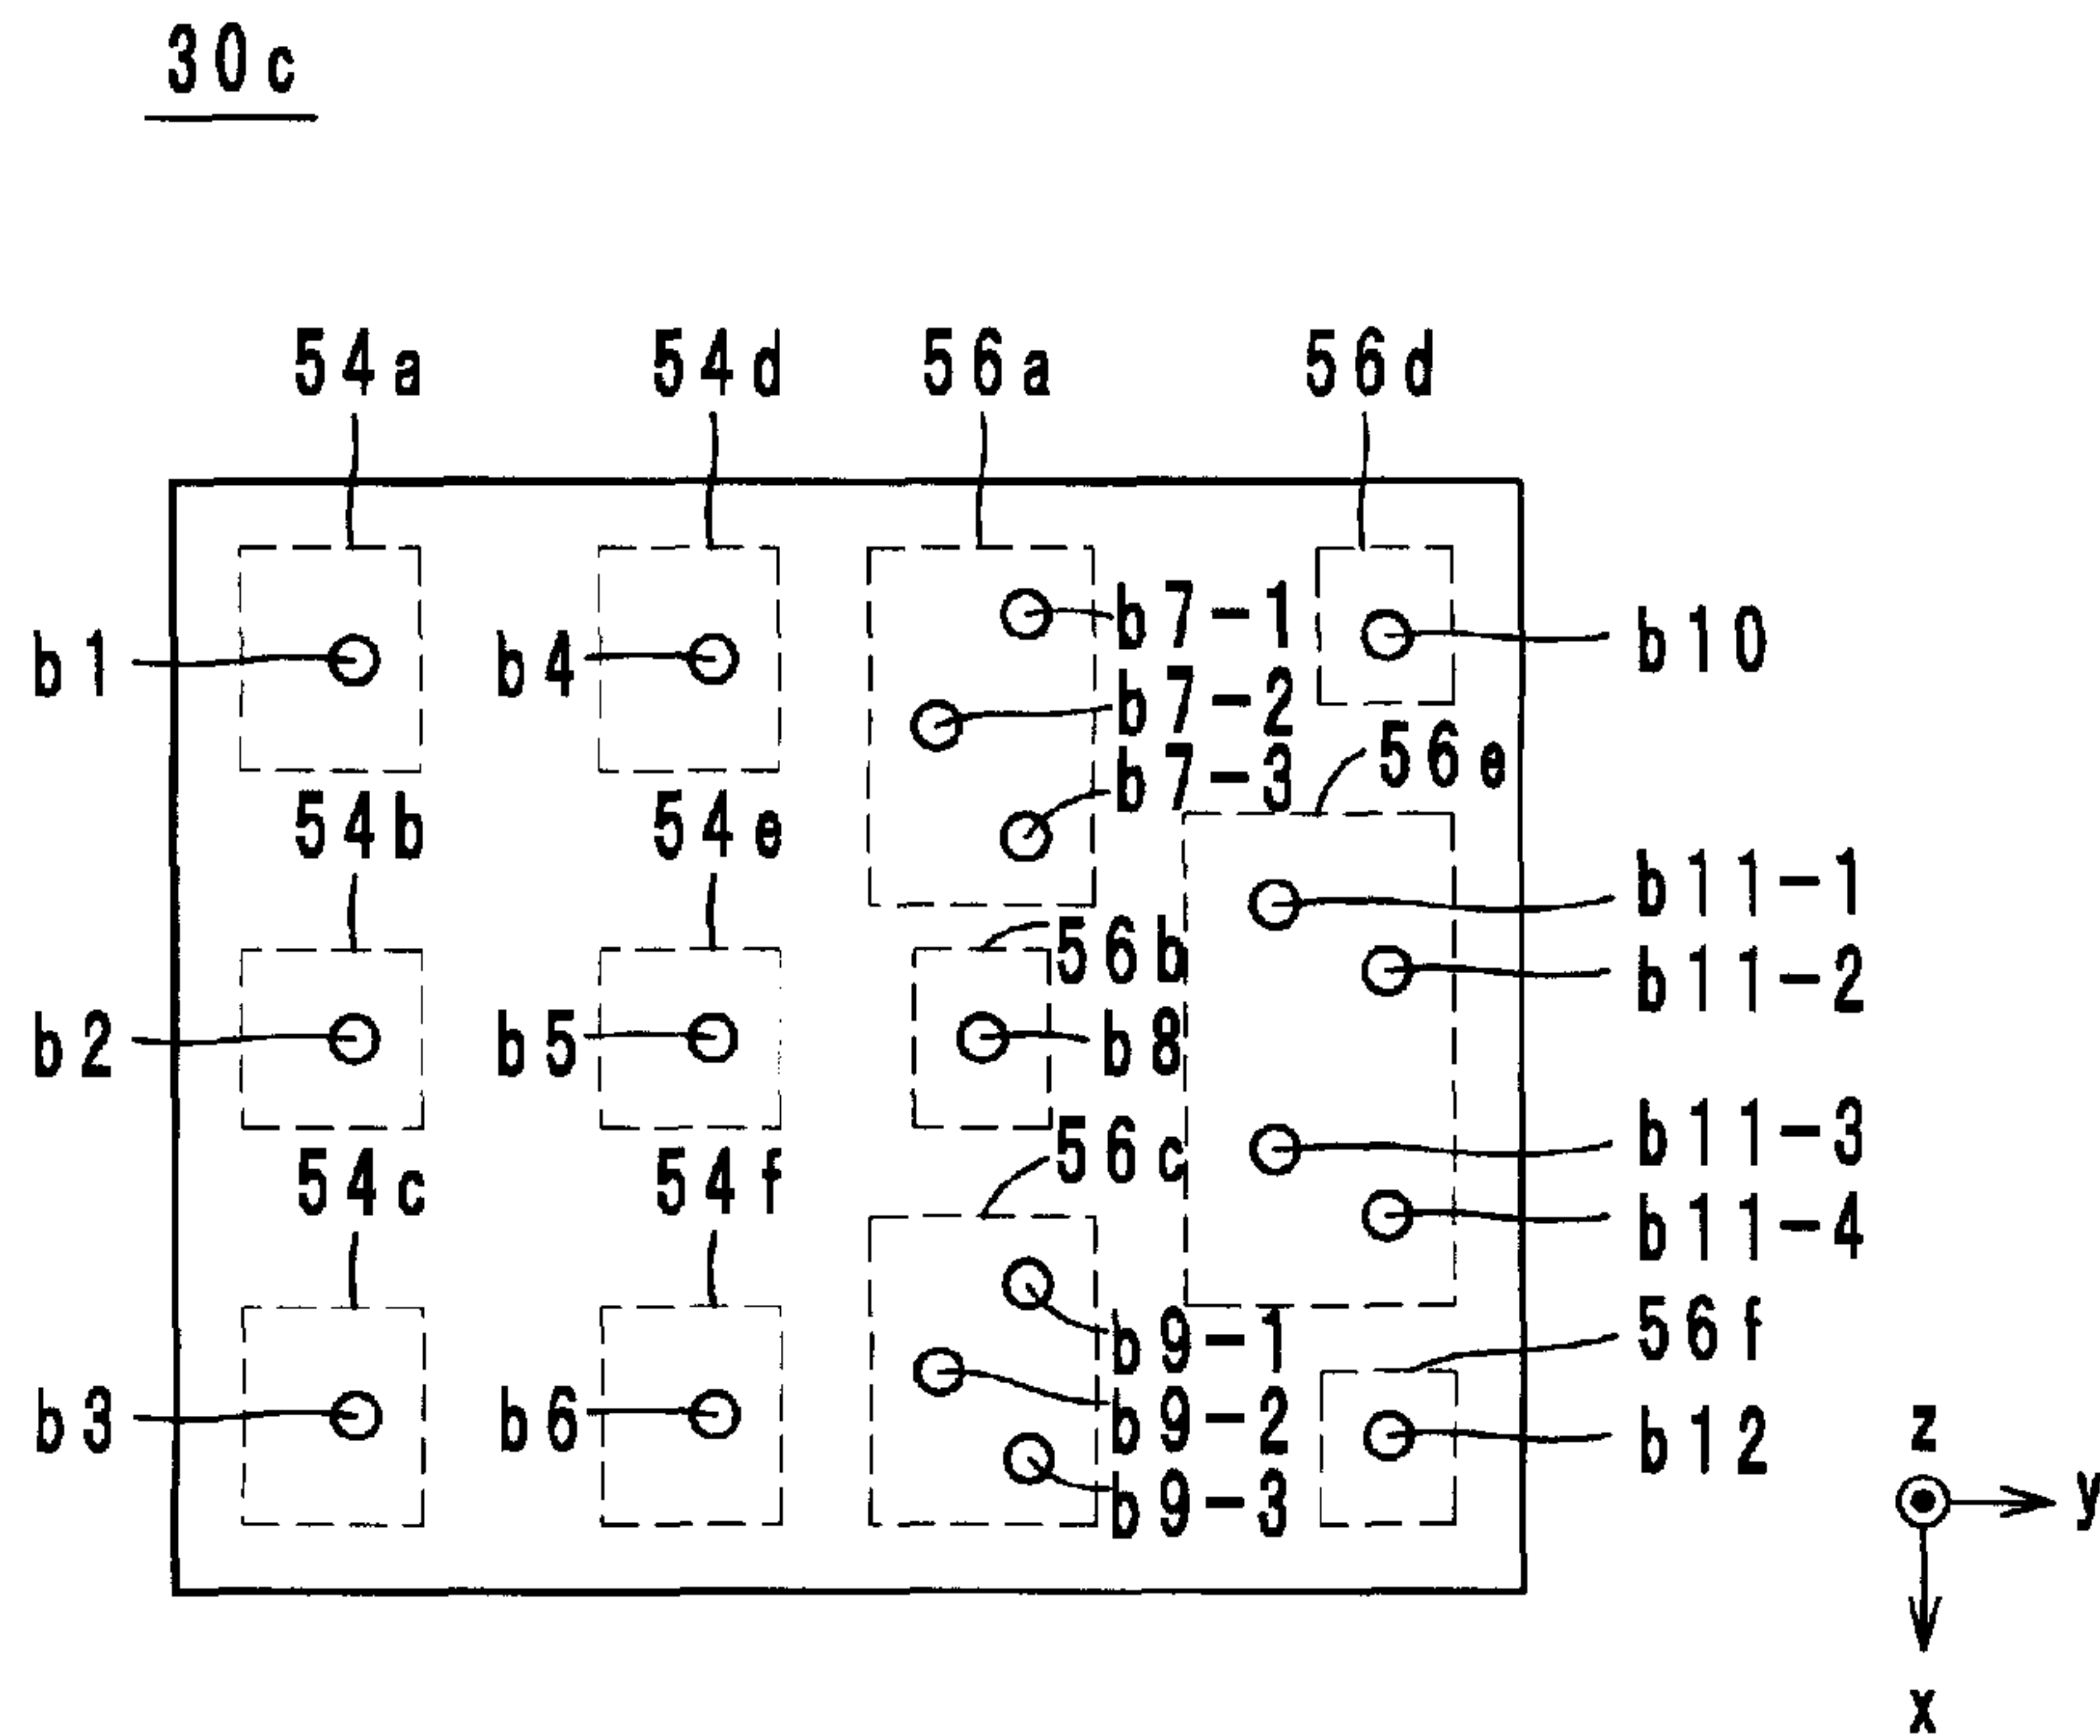 30c
54a 54d 56a 56d
b1 b4 b7-1 b10
b7-2
b7-3 56e
54b 54e
b11-1
56b b11-2
b2 b5 b8
56c b11-3
54c 54f b11-4
b9-1 56f
b3 b6 b9-2 b12 z
b9-3 y
x